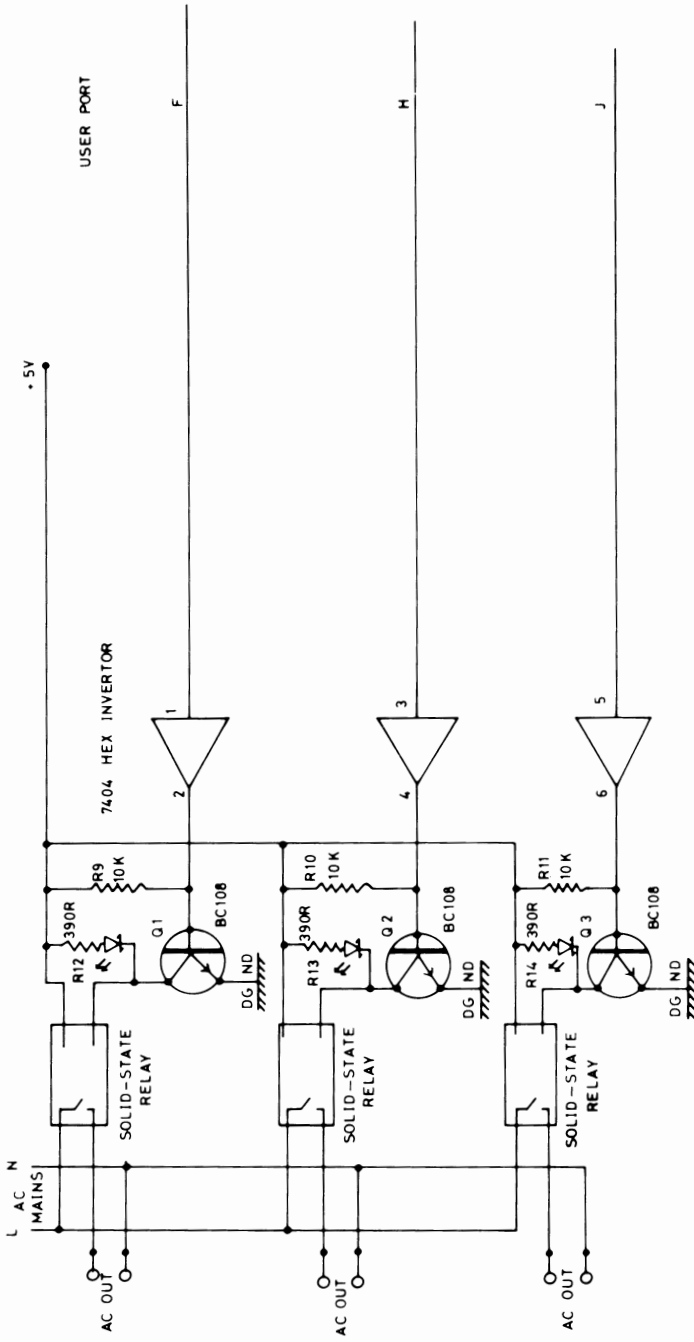 USER PORT
F
H
J
+5V
7404 HEX INVERTOR
1
2
3
4
5
6
R9
10K
R10
10K
R11
10K
390R
R12
390R
R13
390R
R14
Q1
BC108
Q2
BC108
Q3
BC108
DG ND
DG ND
DG ND
SOLID-STATE
RELAY
SOLID-STATE
RELAY
SOLID-STATE
RELAY
L AC N
MAINS
AC OUT
AC OUT
AC OUT